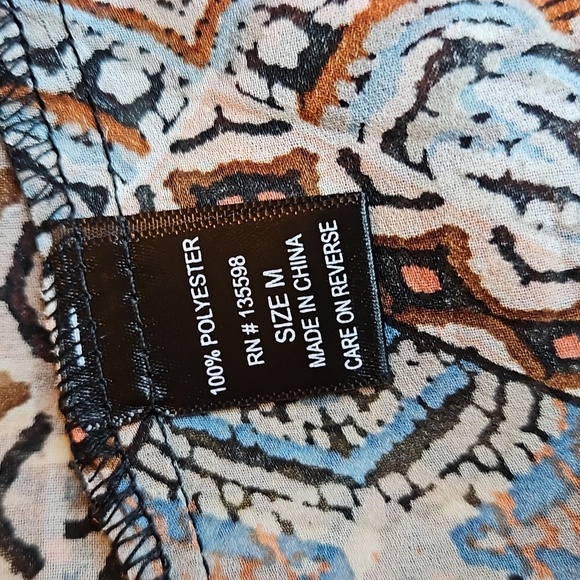 100% POLYESTER
RN # 135598
SIZE M
MADE IN CHINA
CARE ON REVERSE